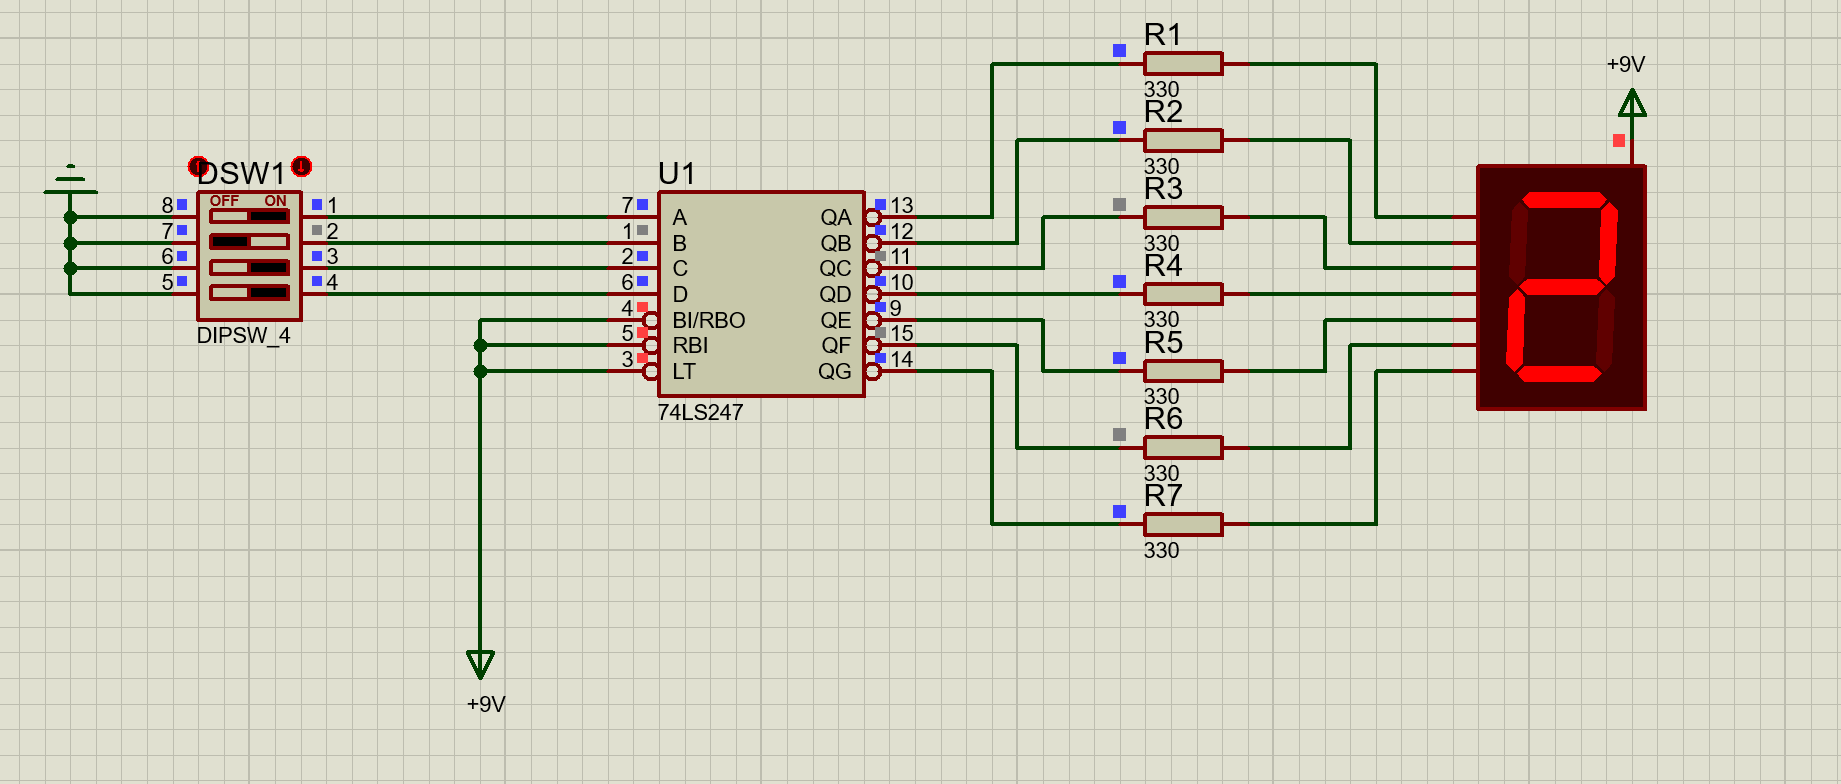 R1
330
R2
330
R3
330
R4
330
R5
330
R6
330
R7
330
+9V
DSW1
OFF ON
8 1
7 2
6 3
5 4
DIPSW_4
U1
7 A QA 13
1 B QB 12
2 C QC 11
6 D QD 10
4 BI/RBO QE 9
5 RBI QF 15
3 LT QG 14
74LS247
+9V